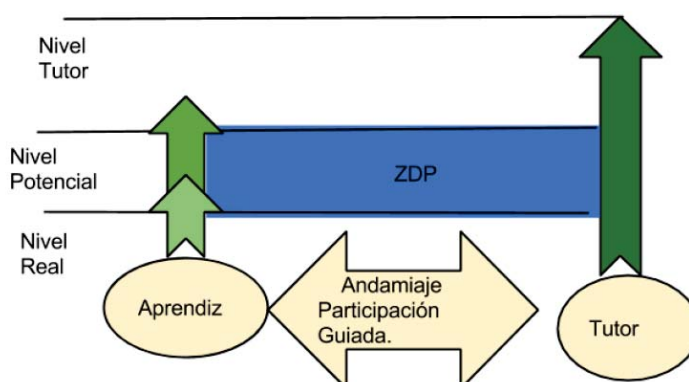 Nivel
Tutor
Nivel
Potencial
ZDP
Nivel
Real
Aprendiz
Andamiaje
Participación
Guiada.
Tutor